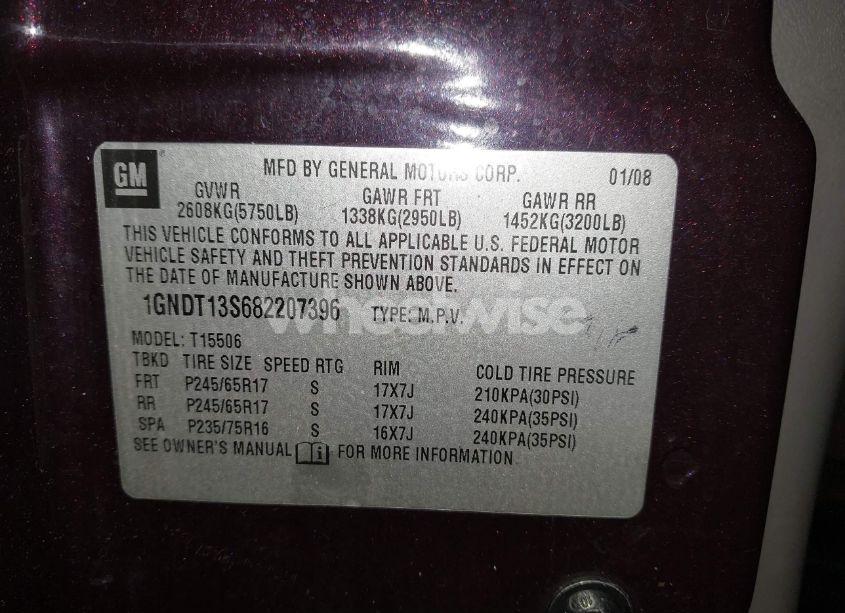 GM
MFD BY GENERAL MOTORS CORP. 01/08
GVWR GAWR FRT GAWR RR
2608KG(5750LB) 1338KG(2950LB) 1452KG(3200LB)
THIS VEHICLE CONFORMS TO ALL APPLICABLE U.S. FEDERAL MOTOR
VEHICLE SAFETY AND THEFT PREVENTION STANDARDS IN EFFECT ON
THE DATE OF MANUFACTURE SHOWN ABOVE.
1GNDT13S682207396 TYPE: M.P.V.
wheelwise
MODEL: T15506
TBKD TIRE SIZE SPEED RTG RIM COLD TIRE PRESSURE
FRT P245/65R17 S 17X7J 210KPA(30PSI)
RR P245/65R17 S 17X7J 240KPA(35PSI)
SPA P235/75R16 S 16X7J 240KPA(35PSI)
SEE OWNER'S MANUAL i FOR MORE INFORMATION